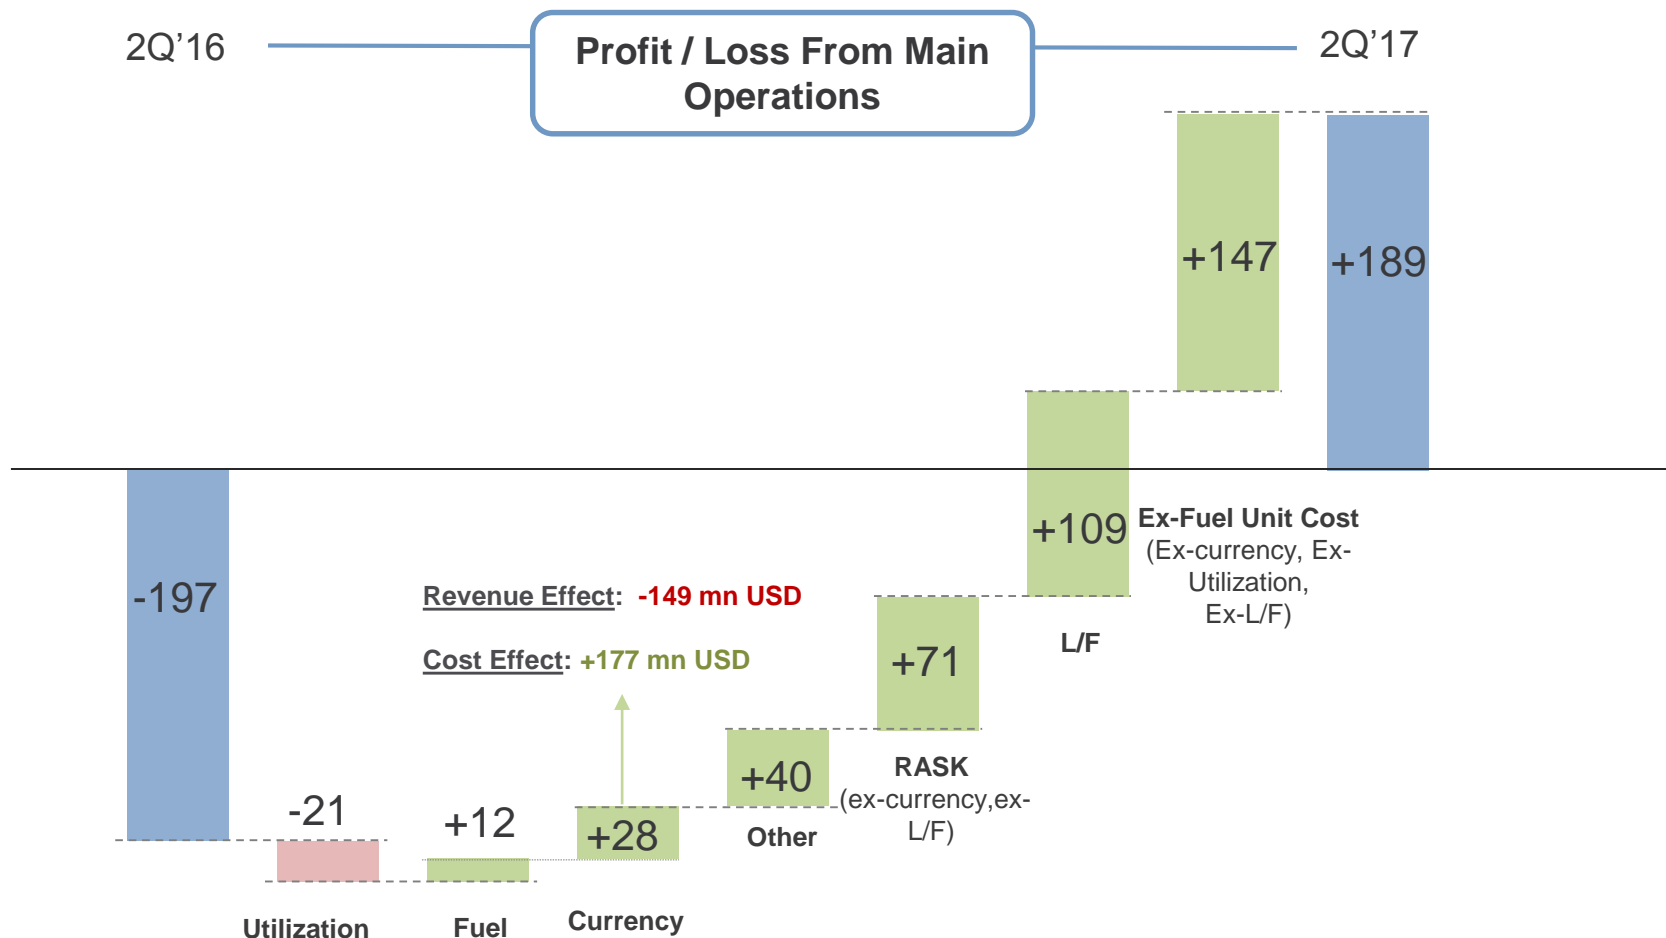 2Q’16
Profit / Loss From Main
Operations
2Q’17
+147
+189
-197
+109
Ex-Fuel Unit Cost
(Ex-currency, Ex-
Utilization,
Ex-L/F)
Revenue Effect: -149 mn USD
Cost Effect: +177 mn USD
L/F
+71
RASK
(ex-currency,ex-
L/F)
+40
Other
-21
+12
+28
Utilization
Fuel
Currency